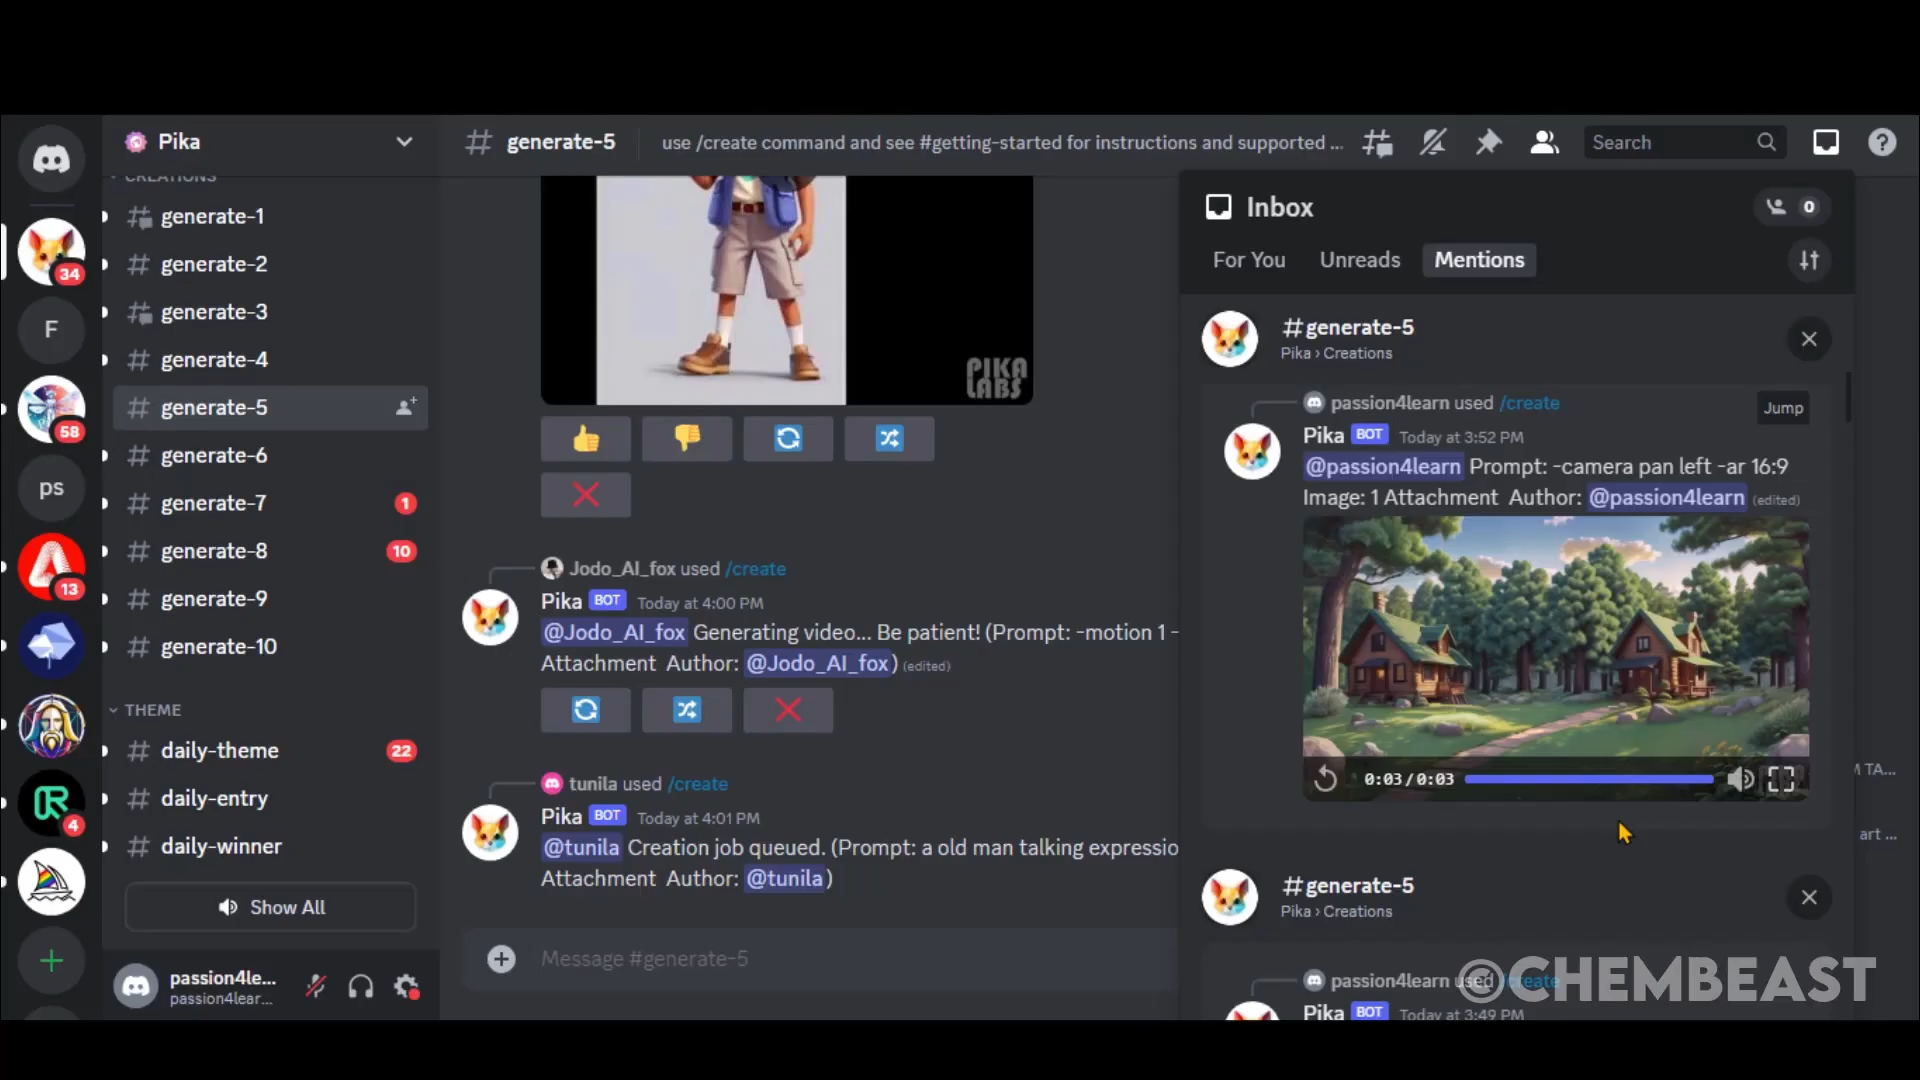 Pika
generate-5
use /create command and see #getting-started for instructions and supported ...
Search
CREATIONS
generate-1
generate-2
generate-3
generate-4
generate-5
generate-6
generate-7
1
generate-8
10
generate-9
generate-10
THEME
daily-theme
22
daily-entry
daily-winner
Show All
passion4le...
passion4lear...
34
F
58
ps
13
4
PIKA
LABS
Jodo_AI_fox used /create
Pika BOT Today at 4:00 PM
@Jodo_AI_fox Generating video... Be patient! (Prompt: -motion 1 -
Attachment Author: @Jodo_AI_fox) (edited)
tunila used /create
Pika BOT Today at 4:01 PM
@tunila Creation job queued. (Prompt: a old man talking expressio
Attachment Author: @tunila)
Message #generate-5
Inbox
0
For You Unreads Mentions
#generate-5
Pika › Creations
passion4learn used /create
Jump
Pika BOT Today at 3:52 PM
@passion4learn Prompt: -camera pan left -ar 16:9
Image: 1 Attachment Author: @passion4learn (edited)
0:03/0:03
TA...
art ...
#generate-5
Pika › Creations
passion4learn used /create
Pika BOT Today at 3:49 PM
@CHEMBEAST